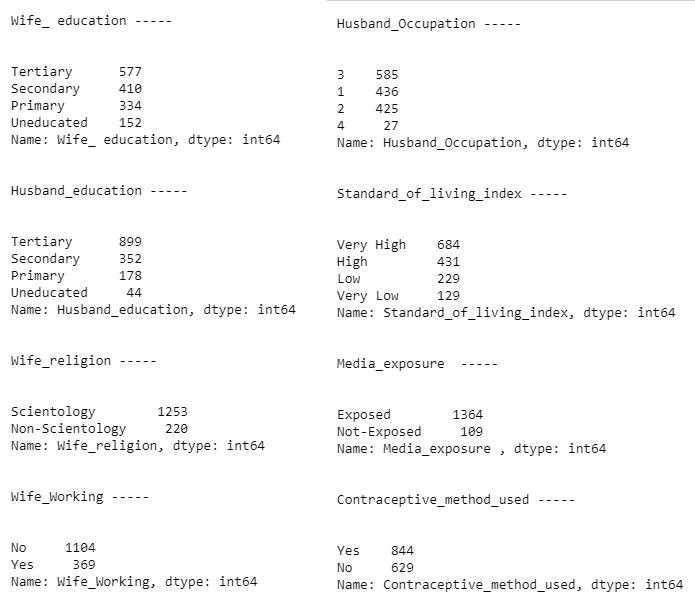 Wife_ education -----
Tertiary 577
Secondary 410
Primary 334
Uneducated 152
Name: Wife_ education, dtype: int64
Husband_education -----
Tertiary 899
Secondary 352
Primary 178
Uneducated 44
Name: Husband_education, dtype: int64
Wife_religion -----
Scientology 1253
Non-Scientology 220
Name: Wife_religion, dtype: int64
Wife_Working -----
No 1104
Yes 369
Name: Wife_Working, dtype: int64
Husband_Occupation -----
3 585
1 436
2 425
4 27
Name: Husband_Occupation, dtype: int64
Standard_of_living_index -----
Very High 684
High 431
Low 229
Very Low 129
Name: Standard_of_living_index, dtype: int64
Media_exposure -----
Exposed 1364
Not-Exposed 109
Name: Media_exposure , dtype: int64
Contraceptive_method_used -----
Yes 844
No 629
Name: Contraceptive_method_used, dtype: int64